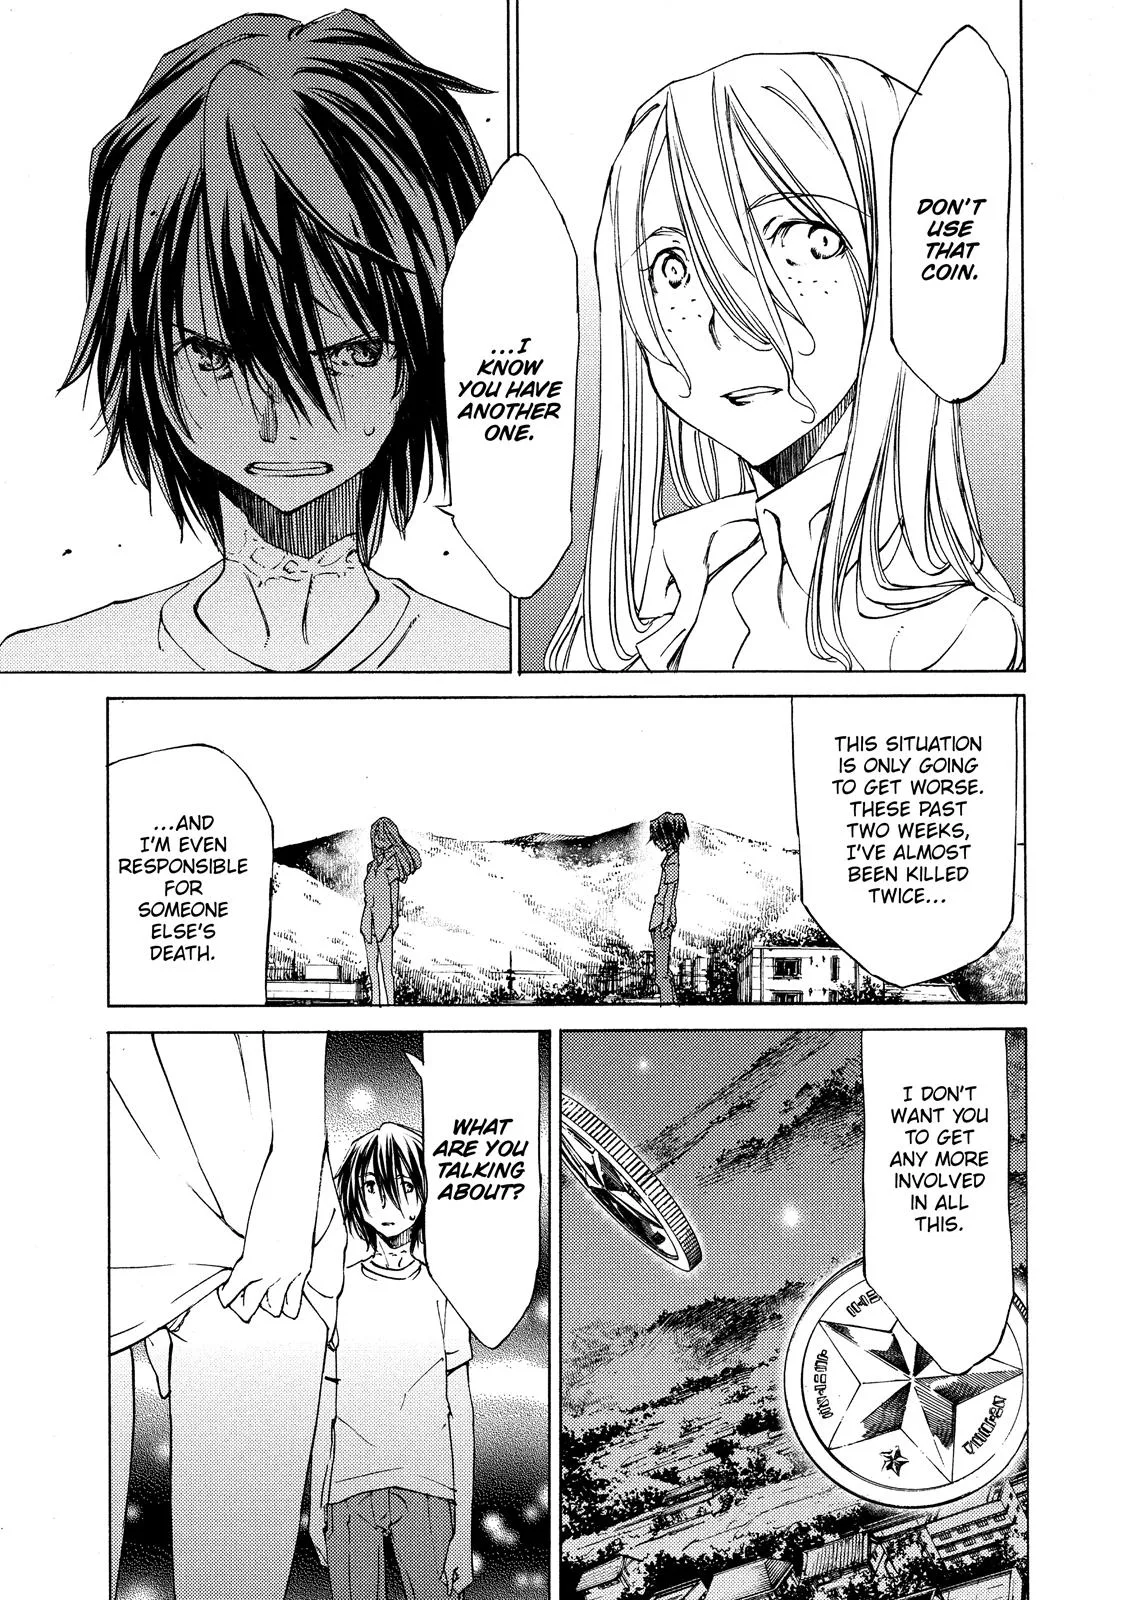 DON'T
USE
THAT
COIN.
...I
KNOW
YOU HAVE
ANOTHER
ONE.
THIS SITUATION
IS ONLY GOING
TO GET WORSE.
THESE PAST
TWO WEEKS,
I'VE ALMOST
BEEN KILLED
TWICE...
...AND
I'M EVEN
RESPONSIBLE
FOR
SOMEONE
ELSE'S
DEATH.
I DON'T
WANT YOU
TO GET
ANY MORE
INVOLVED
IN ALL
THIS.
WHAT
ARE YOU
TALKING
ABOUT?